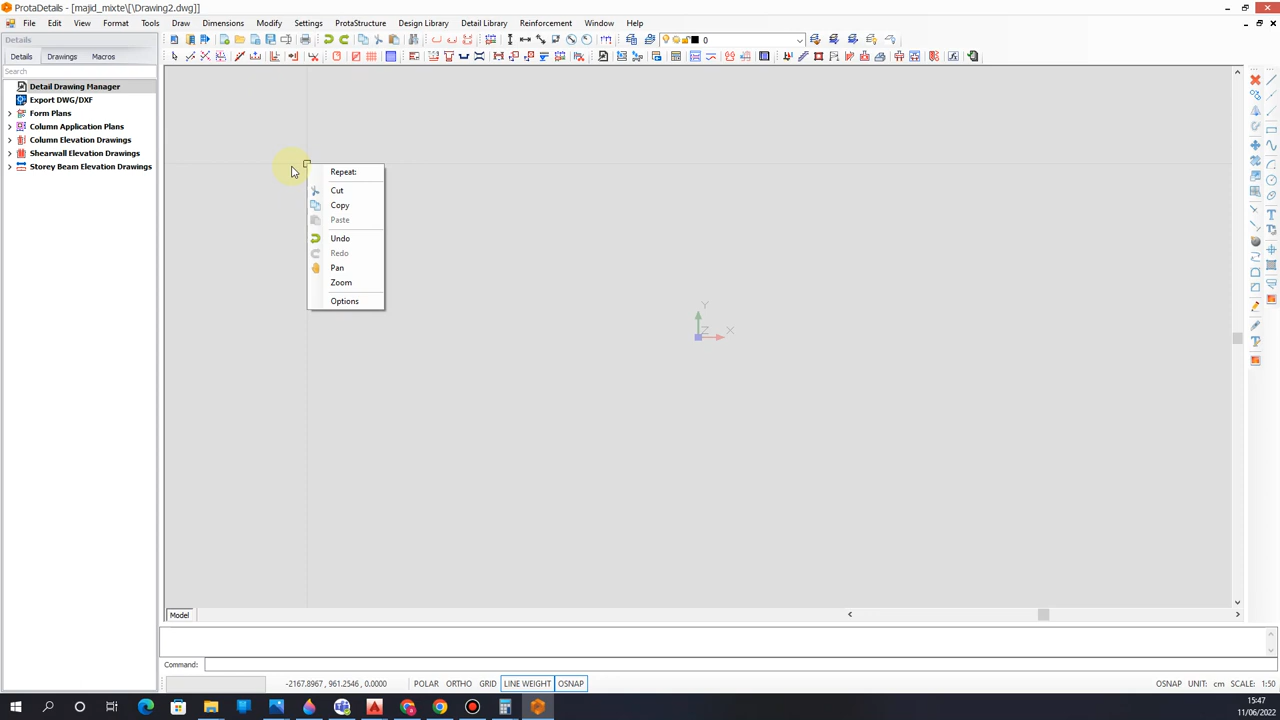 ProtaDetails - [majid_mixte\[\Drawing2.dwg]]
File Edit View Format Tools Draw Dimensions Modify Settings ProtaStructure Design Library Detail Library Reinforcement Window Help
0
Details
Details Drawings Macros
Search
Detail Drawing Manager
Export DWG/DXF
Form Plans
Column Application Plans
Column Elevation Drawings
Shearwall Elevation Drawings
Storey Beam Elevation Drawings
Repeat:
Cut
Copy
Paste
Undo
Redo
Pan
Zoom
Options
Y
Z X
Model
Command:
-2167.8967 , 961.2546 , 0.0000 POLAR ORTHO GRID LINE WEIGHT OSNAP OSNAP UNIT: cm SCALE: 1:50
15:47
11/06/2022